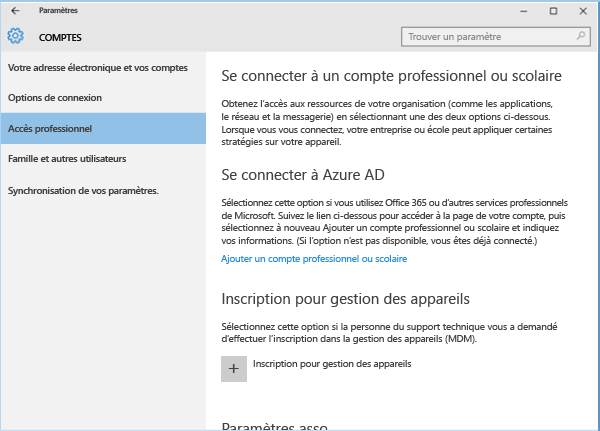 Paramètres
COMPTES
Trouver un paramètre
Votre adresse électronique et vos comptes
Options de connexion
Accès professionnel
Famille et autres utilisateurs
Synchronisation de vos paramètres.
Se connecter à un compte professionnel ou scolaire
Obtenez l'accès aux ressources de votre organisation (comme les applications,
le réseau et la messagerie) en sélectionnant une des deux options ci-dessous.
Lorsque vous vous connectez, votre entreprise ou école peut appliquer certaines
stratégies sur votre appareil.
Se connecter à Azure AD
Sélectionnez cette option si vous utilisez Office 365 ou d'autres services professionnels
de Microsoft. Suivez le lien ci-dessous pour accéder à la page de votre compte, puis
sélectionnez à nouveau Ajouter un compte professionnel ou scolaire et indiquez
vos informations. (Si l'option n'est pas disponible, vous êtes déjà connecté.)
Ajouter un compte professionnel ou scolaire
Inscription pour gestion des appareils
Sélectionnez cette option si la personne du support technique vous a demandé
d'effectuer l'inscription dans la gestion des appareils (MDM).
Inscription pour gestion des appareils
Paramètres asso